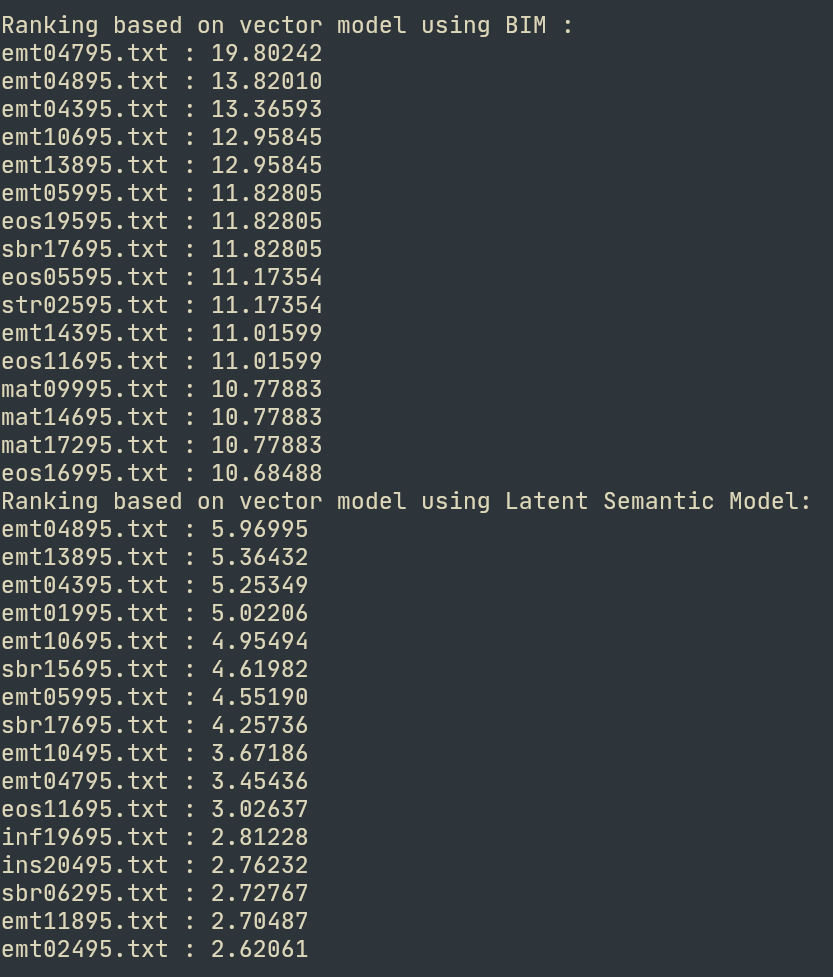 Ranking based on vector model using BIM :
emt04795.txt : 19.80242
emt04895.txt : 13.82010
emt04395.txt : 13.36593
emt10695.txt : 12.95845
emt13895.txt : 12.95845
emt05995.txt : 11.82805
eos19595.txt : 11.82805
sbr17695.txt : 11.82805
eos05595.txt : 11.17354
str02595.txt : 11.17354
emt14395.txt : 11.01599
eos11695.txt : 11.01599
mat09995.txt : 10.77883
mat14695.txt : 10.77883
mat17295.txt : 10.77883
eos16995.txt : 10.68488
Ranking based on vector model using Latent Semantic Model:
emt04895.txt : 5.96995
emt13895.txt : 5.36432
emt04395.txt : 5.25349
emt01995.txt : 5.02206
emt10695.txt : 4.95494
sbr15695.txt : 4.61982
emt05995.txt : 4.55190
sbr17695.txt : 4.25736
emt10495.txt : 3.67186
emt04795.txt : 3.45436
eos11695.txt : 3.02637
inf19695.txt : 2.81228
ins20495.txt : 2.76232
sbr06295.txt : 2.72767
emt11895.txt : 2.70487
emt02495.txt : 2.62061